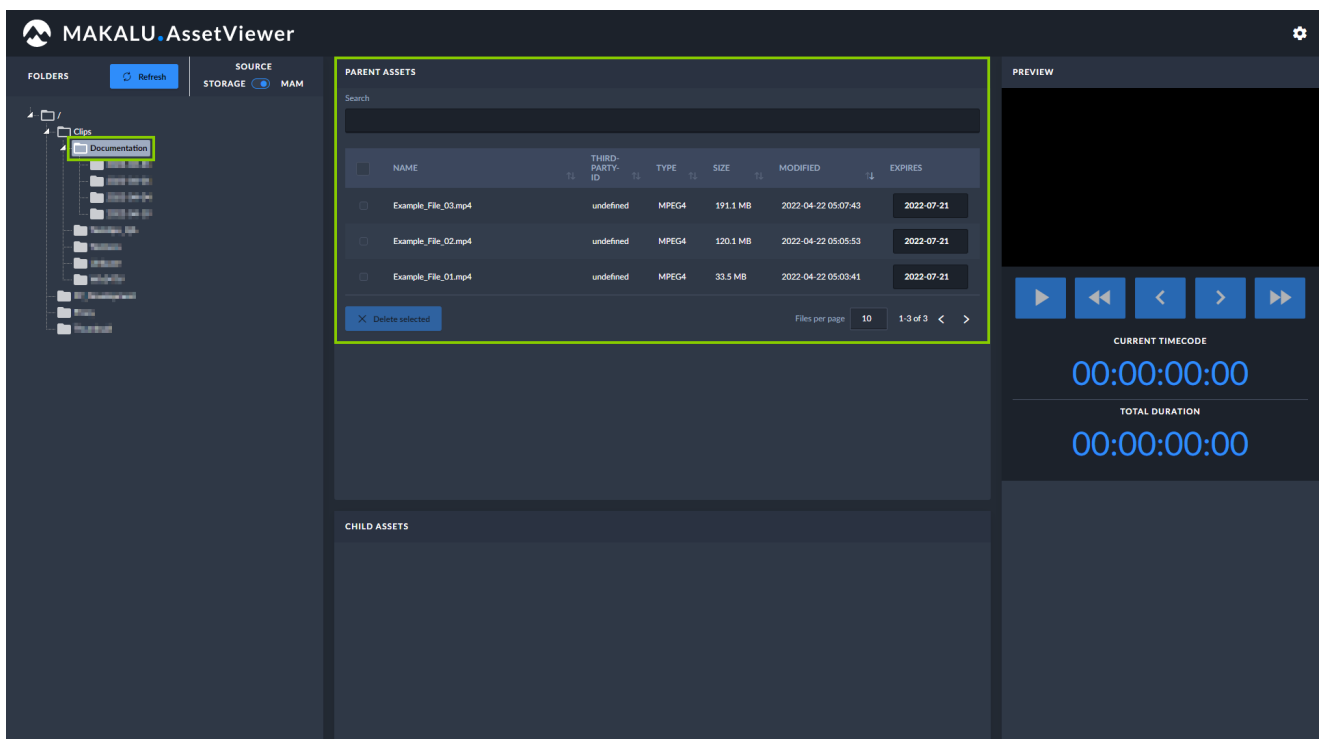 MAKALU.AssetViewer
FOLDERS
Refresh
SOURCE
STORAGE MAM
/
Clips
Documentation
PARENT ASSETS
Search
NAME THIRD-PARTY-ID TYPE SIZE MODIFIED EXPIRES
Example_File_03.mp4 undefined MPEG4 191.1 MB 2022-04-22 05:07:43 2022-07-21
Example_File_02.mp4 undefined MPEG4 120.1 MB 2022-04-22 05:05:53 2022-07-21
Example_File_01.mp4 undefined MPEG4 33.5 MB 2022-04-22 05:03:41 2022-07-21
Delete selected Files per page 10 1-3 of 3
CHILD ASSETS
PREVIEW
CURRENT TIMECODE
00:00:00:00
TOTAL DURATION
00:00:00:00